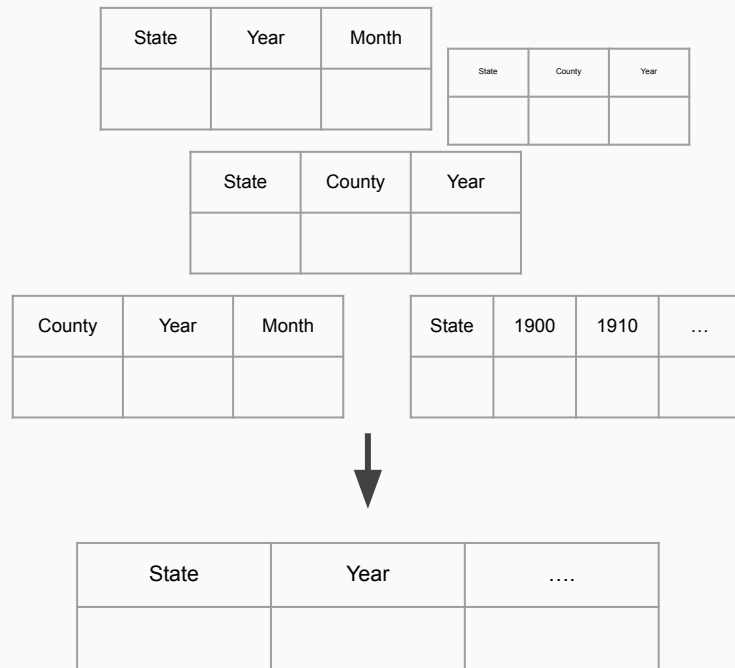 State Year Month
State County Year
State County Year
County Year Month
State 1900 1910 …
State Year ….